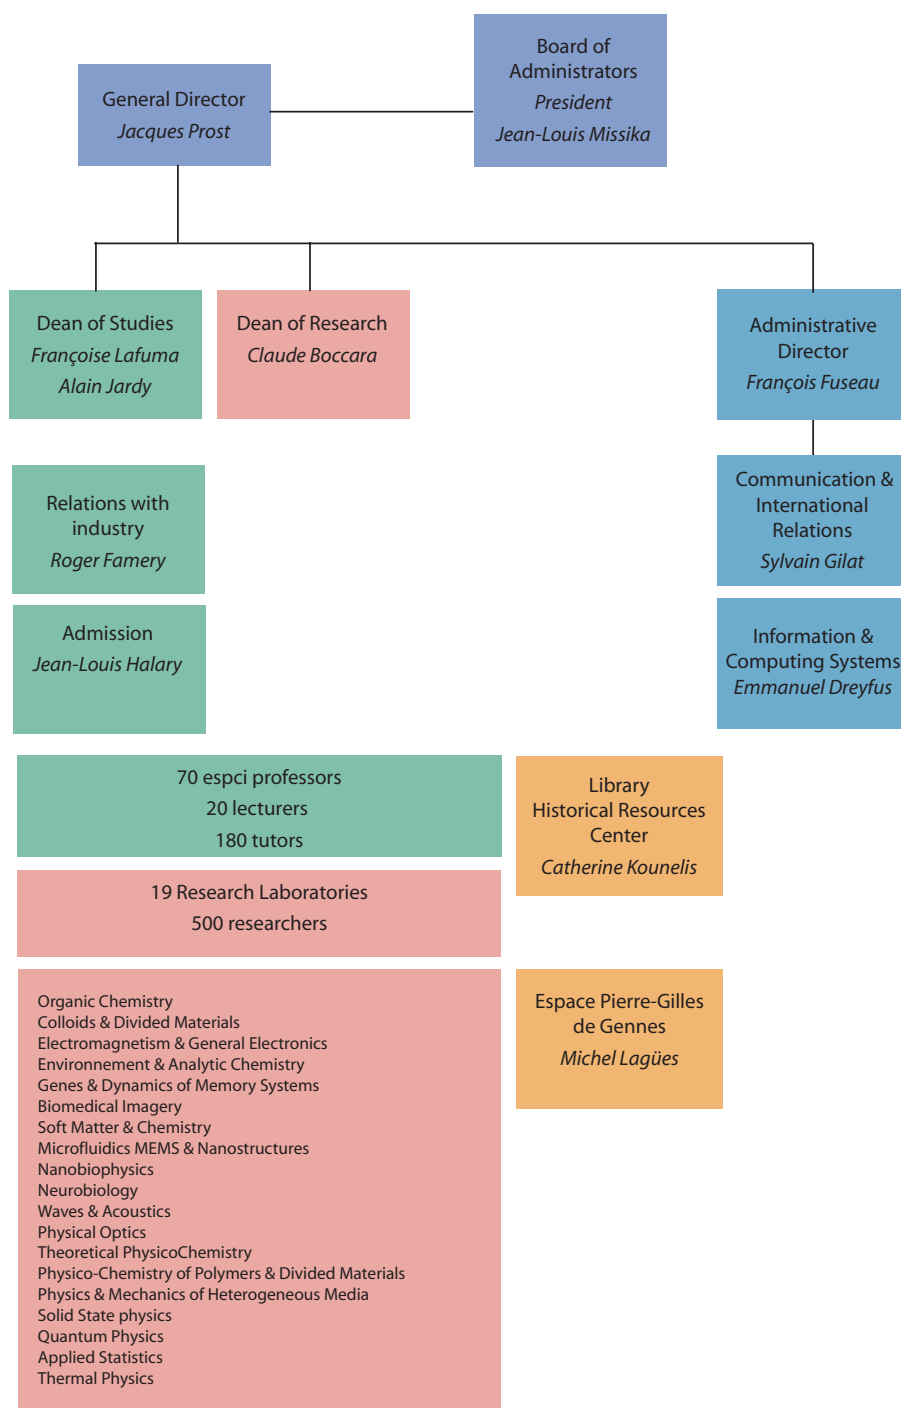 General Director
Jacques Prost
Board of
Administrators
President
Jean-Louis Missika
Dean of Studies
Françoise Lafuma
Alain Jardy
Dean of Research
Claude Boccara
Administrative
Director
François Fuseau
Relations with
industry
Roger Famery
Communication &
International
Relations
Sylvain Gilat
Admission
Jean-Louis Halary
Information &
Computing Systems
Emmanuel Dreyfus
70 espci professors
20 lecturers
180 tutors
Library
Historical Resources
Center
Catherine Kounelis
19 Research Laboratories
500 researchers
Organic Chemistry
Colloids & Divided Materials
Electromagnetism & General Electronics
Environnement & Analytic Chemistry
Genes & Dynamics of Memory Systems
Biomedical Imagery
Soft Matter & Chemistry
Microfluidics MEMS & Nanostructures
Nanobiophysics
Neurobiology
Waves & Acoustics
Physical Optics
Theoretical PhysicoChemistry
Physico-Chemistry of Polymers & Divided Materials
Physics & Mechanics of Heterogeneous Media
Solid State physics
Quantum Physics
Applied Statistics
Thermal Physics
Espace Pierre-Gilles
de Gennes
Michel Lagües